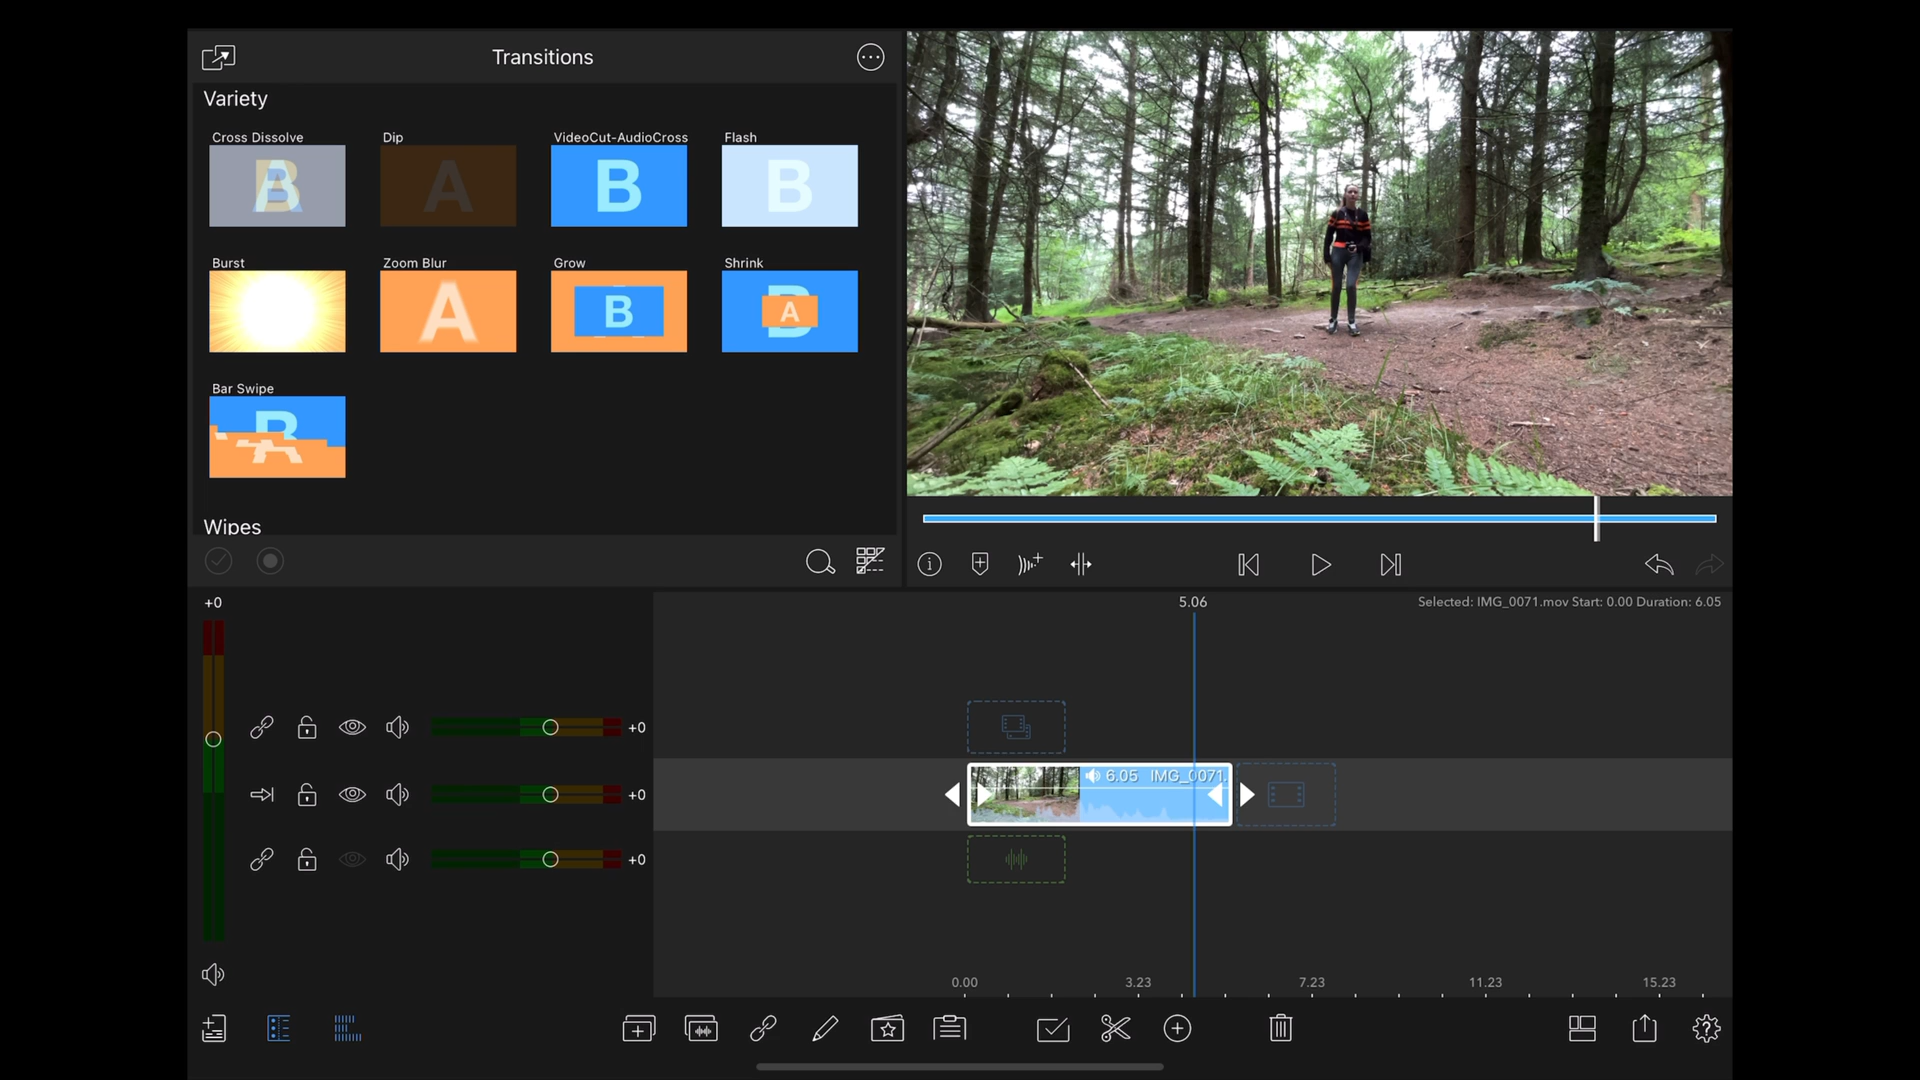 Transitions
Variety
Cross Dissolve
Dip
VideoCut-AudioCross
Flash
B
A
B
B
Burst
Zoom Blur
Grow
Shrink
A
B
A
Bar Swipe
Wipes
+0
5.06
Selected: IMG_0071.mov Start: 0.00 Duration: 6.05
+0
6.05 IMG_0071.
+0
+0
0.00
3.23
7.23
11.23
15.23